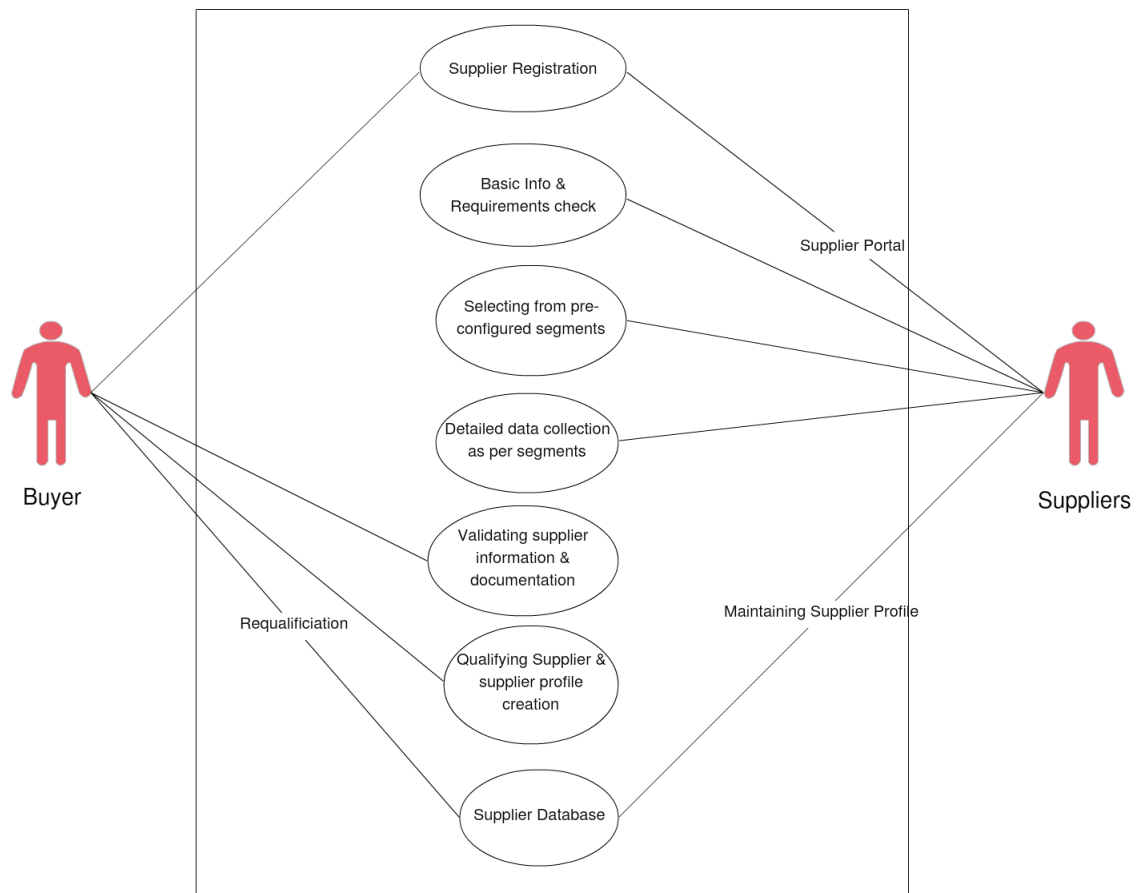 Supplier Registration
Basic Info &
Requirements check
Supplier Portal
Selecting from pre-
configured segments
Detailed data collection
as per segments
Buyer
Suppliers
Validating supplier
information &
documentation
Requalificiation
Maintaining Supplier Profile
Qualifying Supplier &
supplier profile
creation
Supplier Database